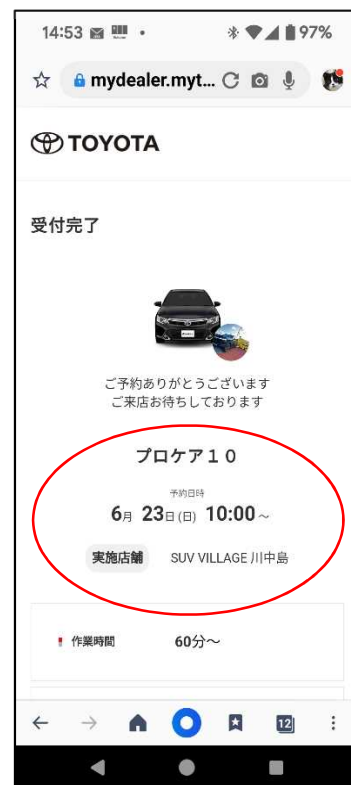 14:53
97%
mydealer.myt...
TOYOTA
受付完了
ご予約ありがとうございます
ご来店お待ちしております
プロケア１０
予約日時
6月 23日(日) 10:00～
実施店舗 SUV VILLAGE 川中島
作業時間 60分～
12